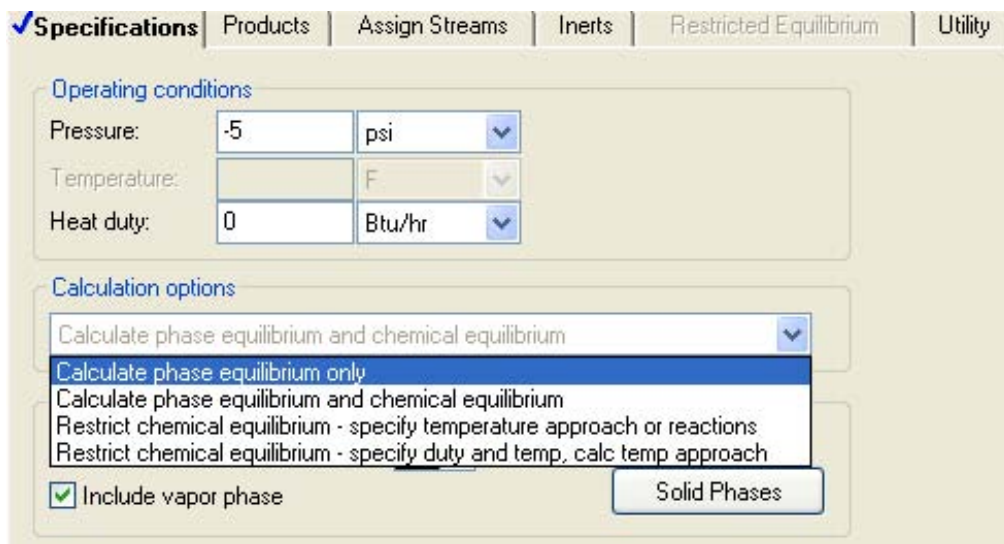 Specifications Products Assign Streams Inerts Restricted Equilibrium Utility
Operating conditions
Pressure: -5 psi
Temperature: F
Heat duty: 0 Btu/hr
Calculation options
Calculate phase equilibrium and chemical equilibrium
Calculate phase equilibrium only
Calculate phase equilibrium and chemical equilibrium
Restrict chemical equilibrium - specify temperature approach or reactions
Restrict chemical equilibrium - specify duty and temp, calc temp approach
Include vapor phase Solid Phases